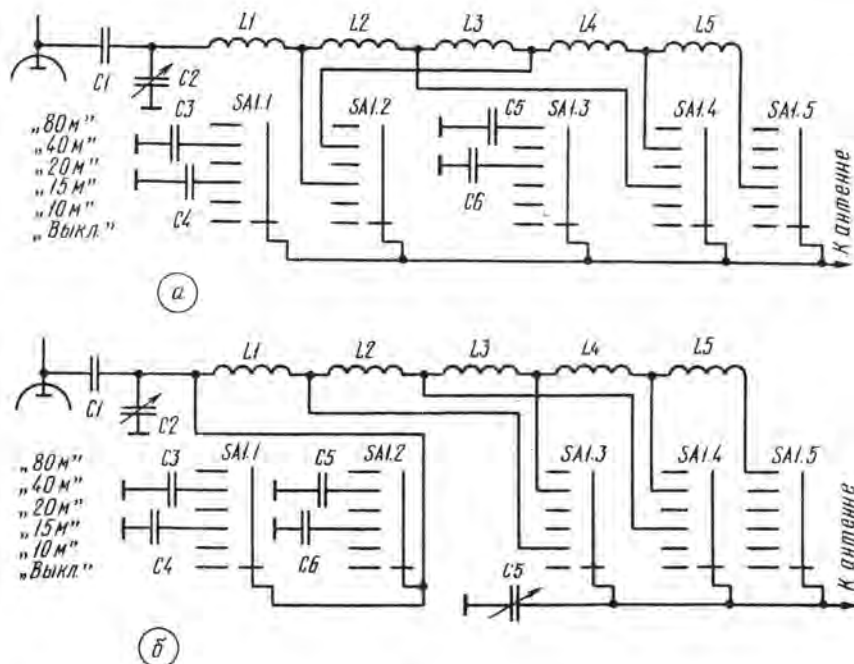 L1 L2 L3 L4 L5
C1 C2
„80м”
„40м”
„20м”
„15м”
„10м”
„Выкл.”
C3 SA1.1 SA1.2 C5 SA1.3 SA1.4 SA1.5
C4 C6
К антенне
а
L1 L2 L3 L4 L5
C1 C2
„80м”
„40м”
„20м”
„15м”
„10м”
„Выкл.”
C3 SA1.1 C5 SA1.2 SA1.3 SA1.4 SA1.5
C4 C6 C5
К антенне
б